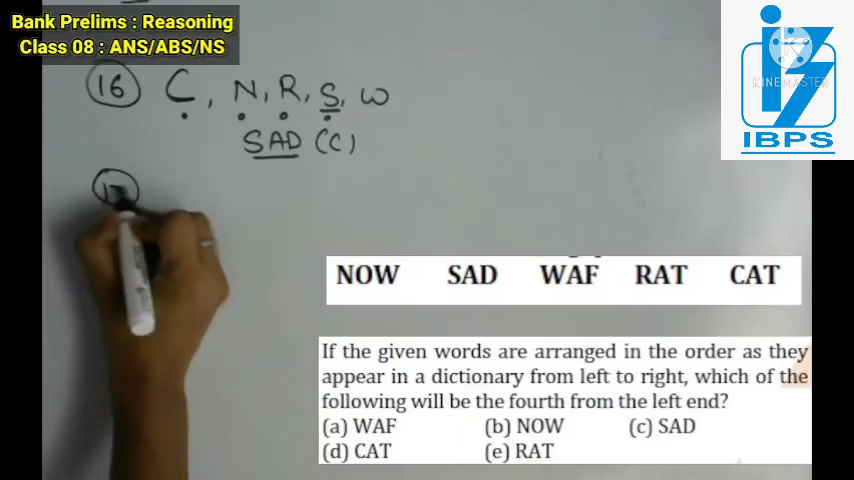 Bank Prelims : Reasoning
Class 08 : ANS/ABS/NS
KINEMASTER
IBPS
16 C, N, R, S, W
SAD (C)
NOW SAD WAF RAT CAT
If the given words are arranged in the order as they
appear in a dictionary from left to right, which of the
following will be the fourth from the left end?
(a) WAF (b) NOW (c) SAD
(d) CAT (e) RAT